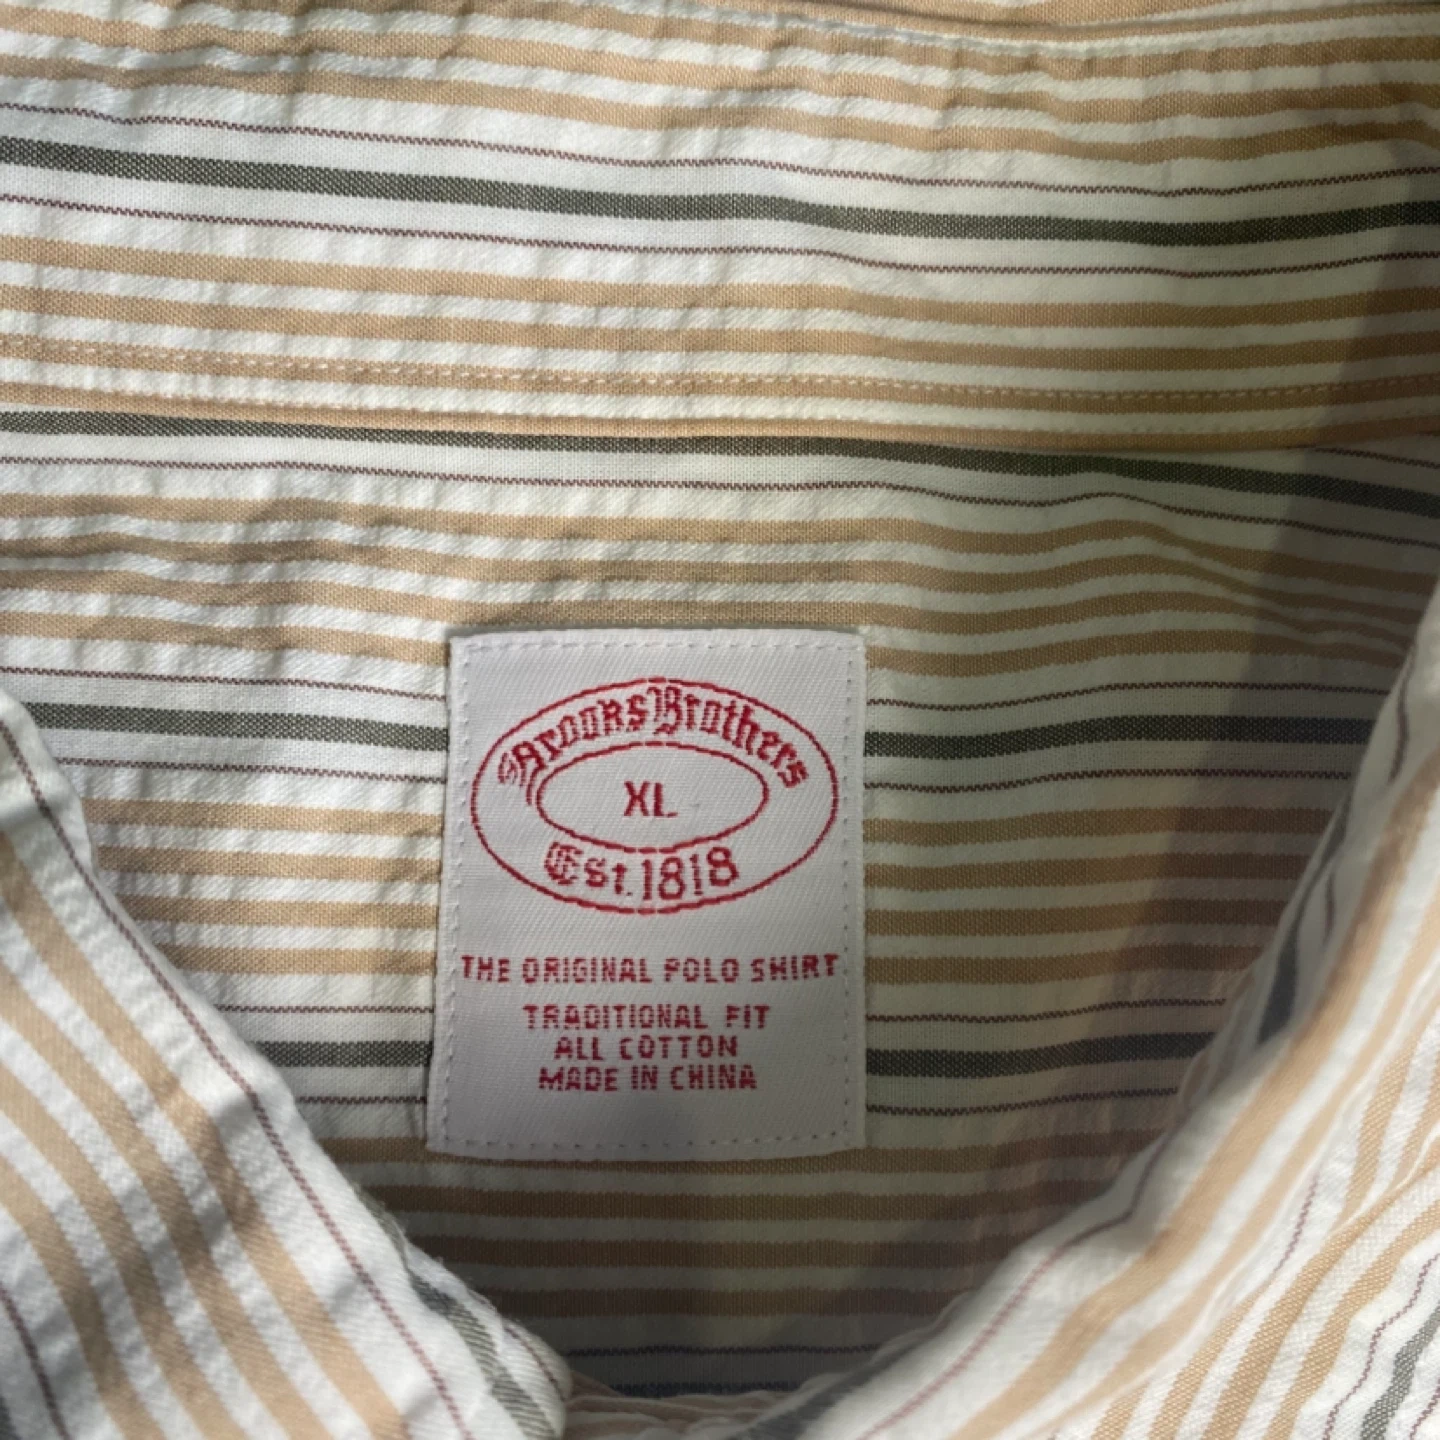 Brooks Brothers
XL
Est. 1818
THE ORIGINAL POLO SHIRT
TRADITIONAL FIT
ALL COTTON
MADE IN CHINA